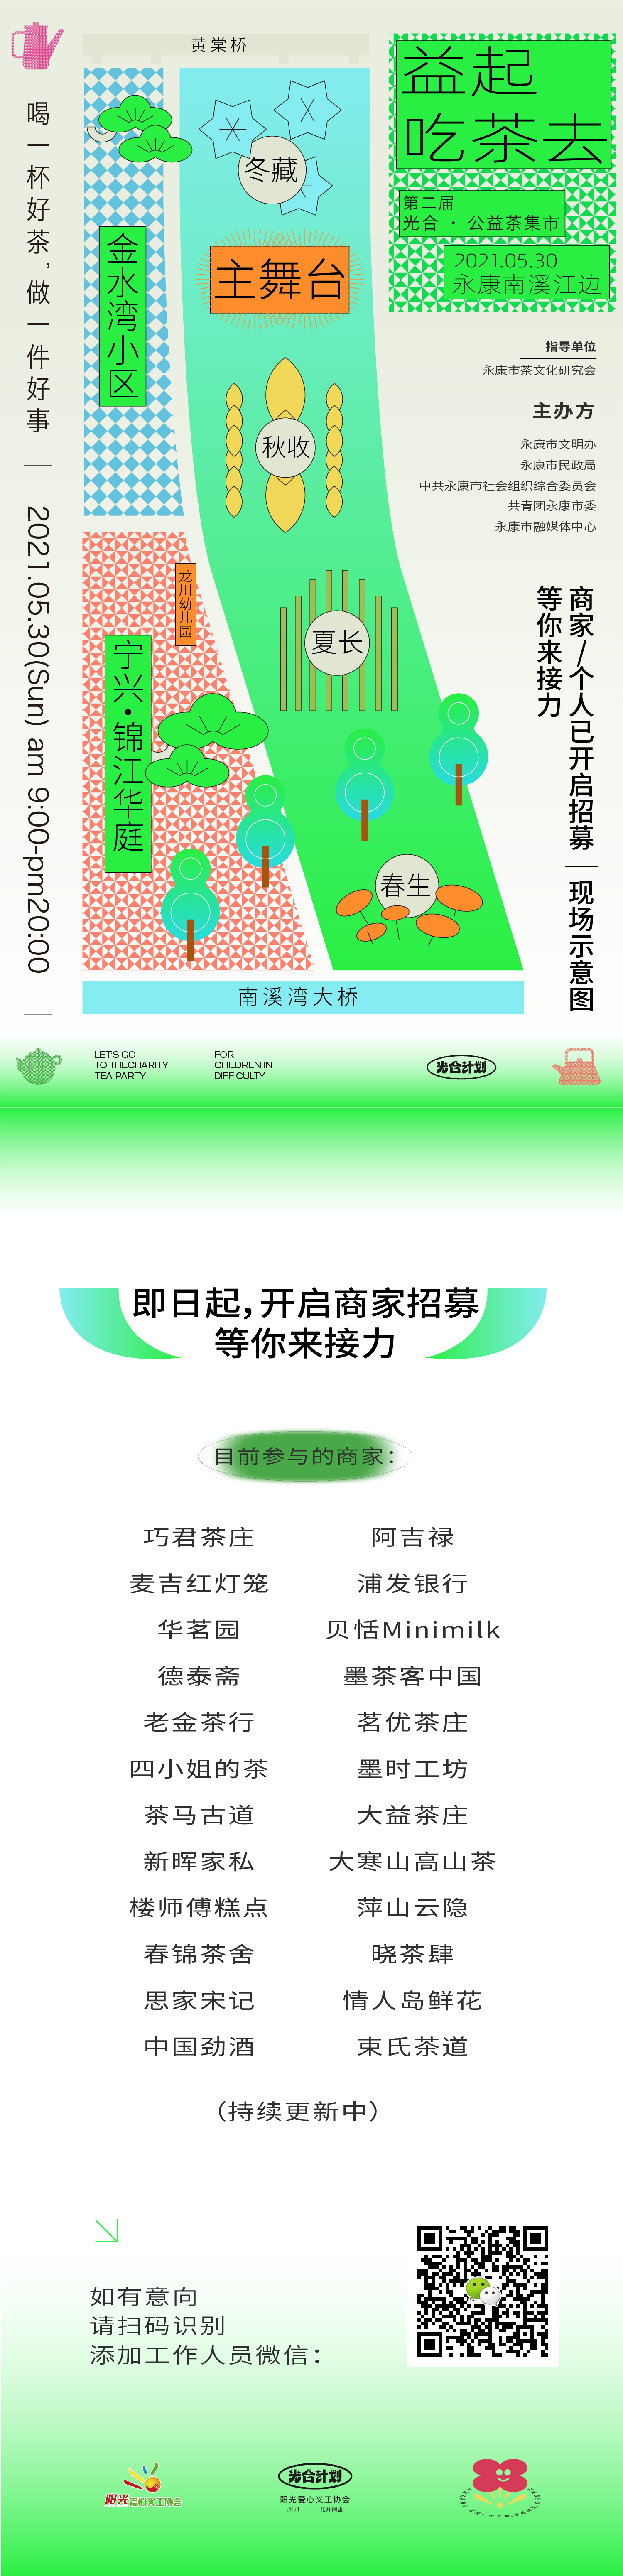 黄棠桥
益起
吃茶去
第二届
光合 · 公益茶集市
2021.05.30
永康南溪江边
喝一杯好茶,做一件好事
2021.05.30(Sun) am 9:00-pm20:00
冬藏
主舞台
金水湾小区
秋收
龙川幼儿园
夏长
宁兴·锦江华庭
春生
南溪湾大桥
指导单位
永康市茶文化研究会
主办方
永康市文明办
永康市民政局
中共永康市社会组织综合委员会
共青团永康市委
永康市融媒体中心
商家/个人已开启招募
等你来接力
现场示意图
LET'S GO
TO THECHARITY
TEA PARTY
FOR
CHILDREN IN
DIFFICULTY
光合计划
即日起,开启商家招募
等你来接力
目前参与的商家:
巧君茶庄
阿吉禄
麦吉红灯笼
浦发银行
华茗园
贝恬Minimilk
德泰斋
墨茶客中国
老金茶行
茗优茶庄
四小姐的茶
墨时工坊
茶马古道
大益茶庄
新晖家私
大寒山高山茶
楼师傅糕点
萍山云隐
春锦茶舍
晓茶肆
思家宋记
情人岛鲜花
中国劲酒
束氏茶道
(持续更新中)
如有意向
请扫码识别
添加工作人员微信:
阳光爱心义工协会
光合计划
阳光爱心义工协会
2021 花开向善